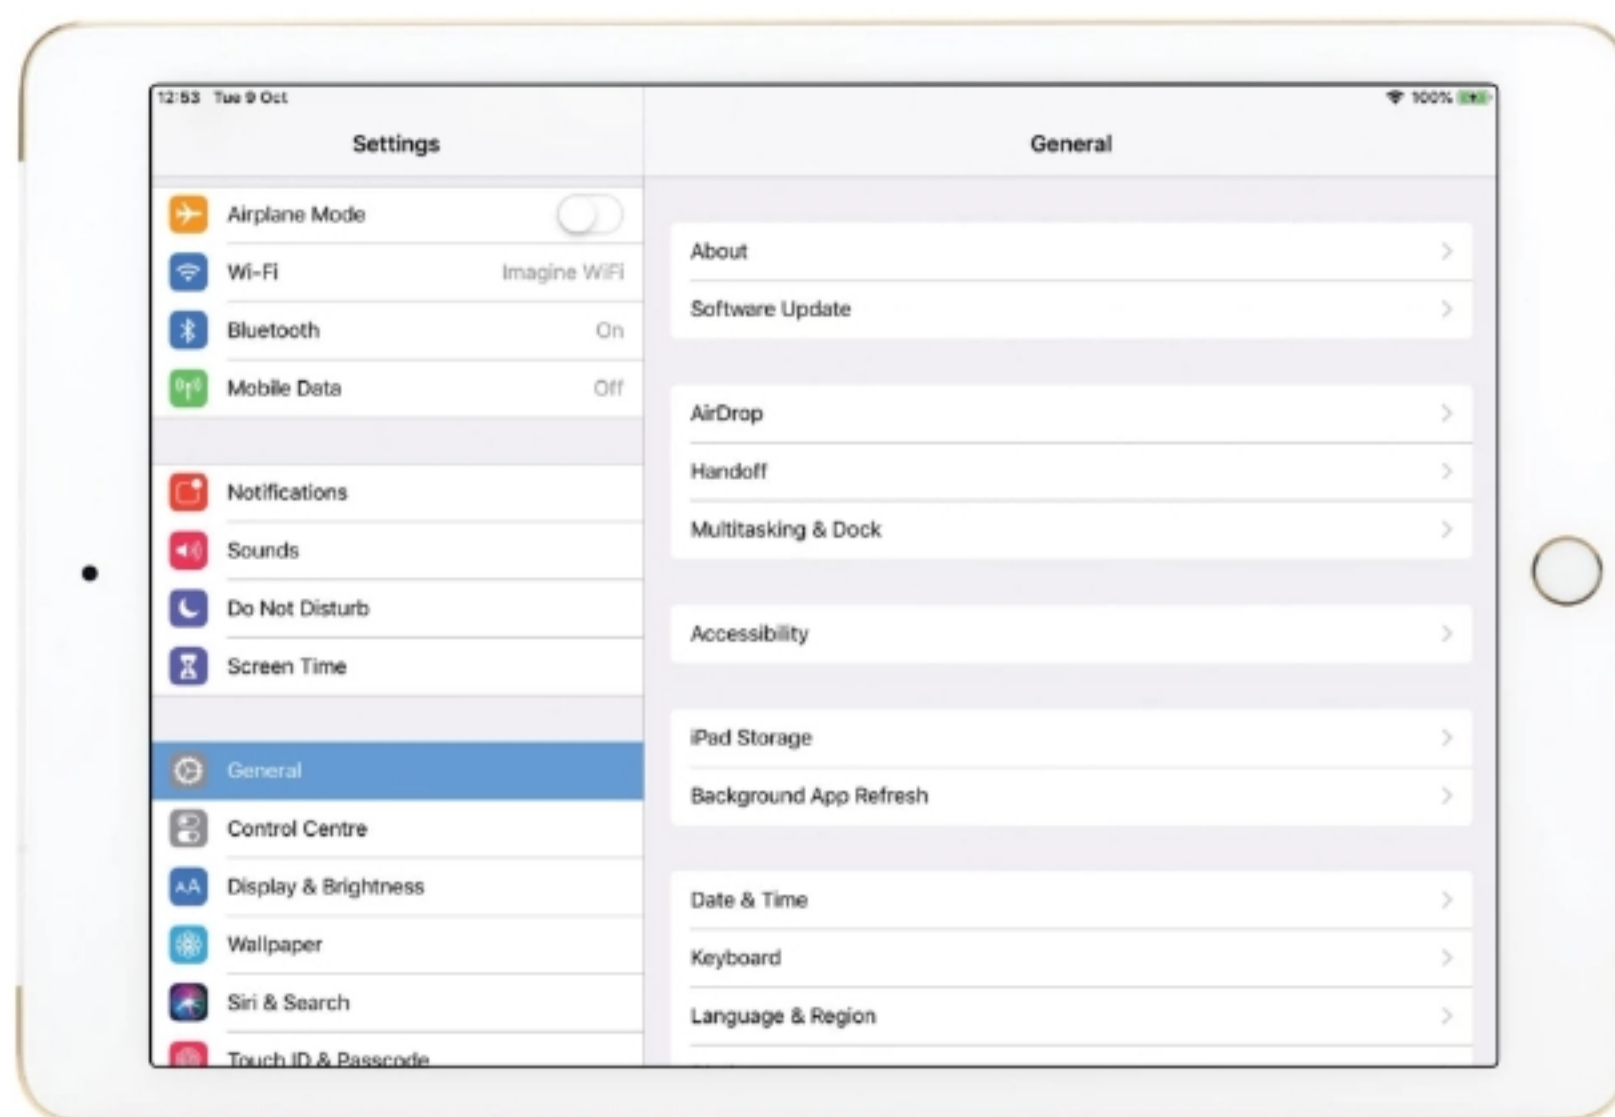 12:53 Tue 9 Oct
100%
Settings
Airplane Mode
Wi-Fi Imagine WiFi
Bluetooth On
Mobile Data Off
Notifications
Sounds
Do Not Disturb
Screen Time
General
Control Centre
AA Display & Brightness
Wallpaper
Siri & Search
Touch ID & Passcode
General
About
Software Update
AirDrop
Handoff
Multitasking & Dock
Accessibility
iPad Storage
Background App Refresh
Date & Time
Keyboard
Language & Region